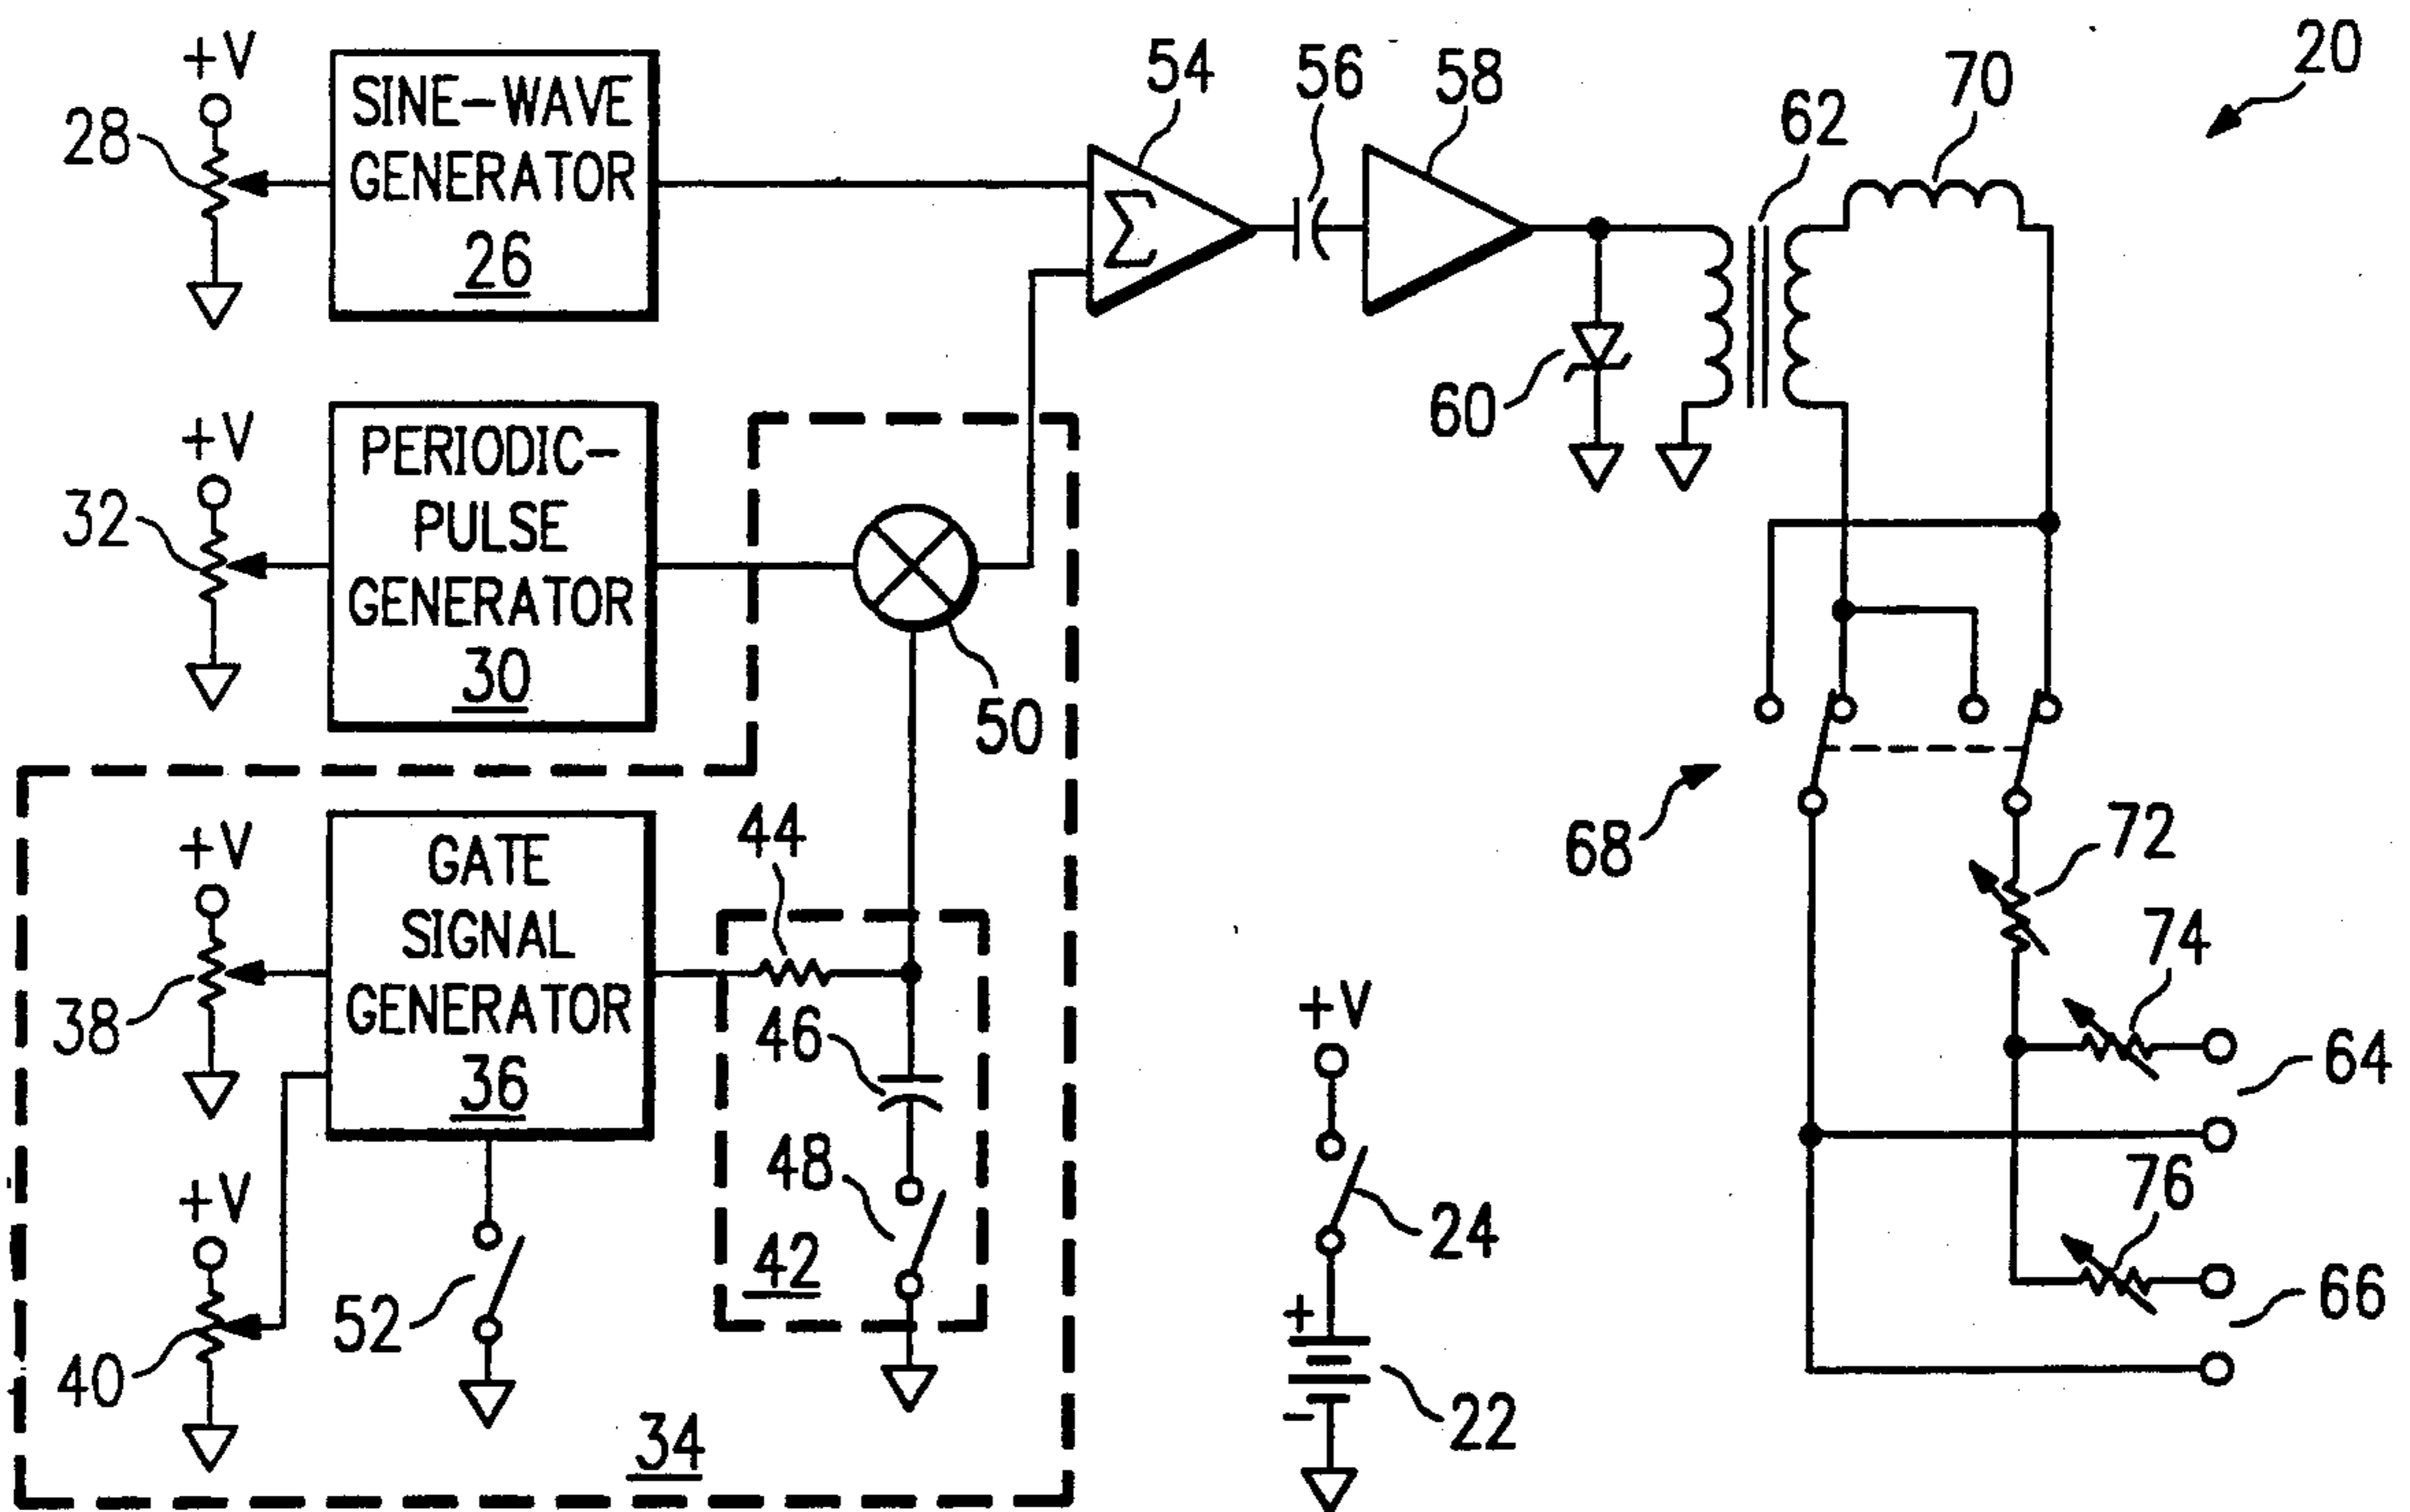 +V
28
SINE-WAVE
GENERATOR
26
54
56
58
62
70
20
Σ
60
+V
32
PERIODIC-
PULSE
GENERATOR
30
50
68
+V
38
GATE
SIGNAL
GENERATOR
36
44
46
48
42
+V
40
52
34
+V
24
+
-
22
72
74
64
76
66